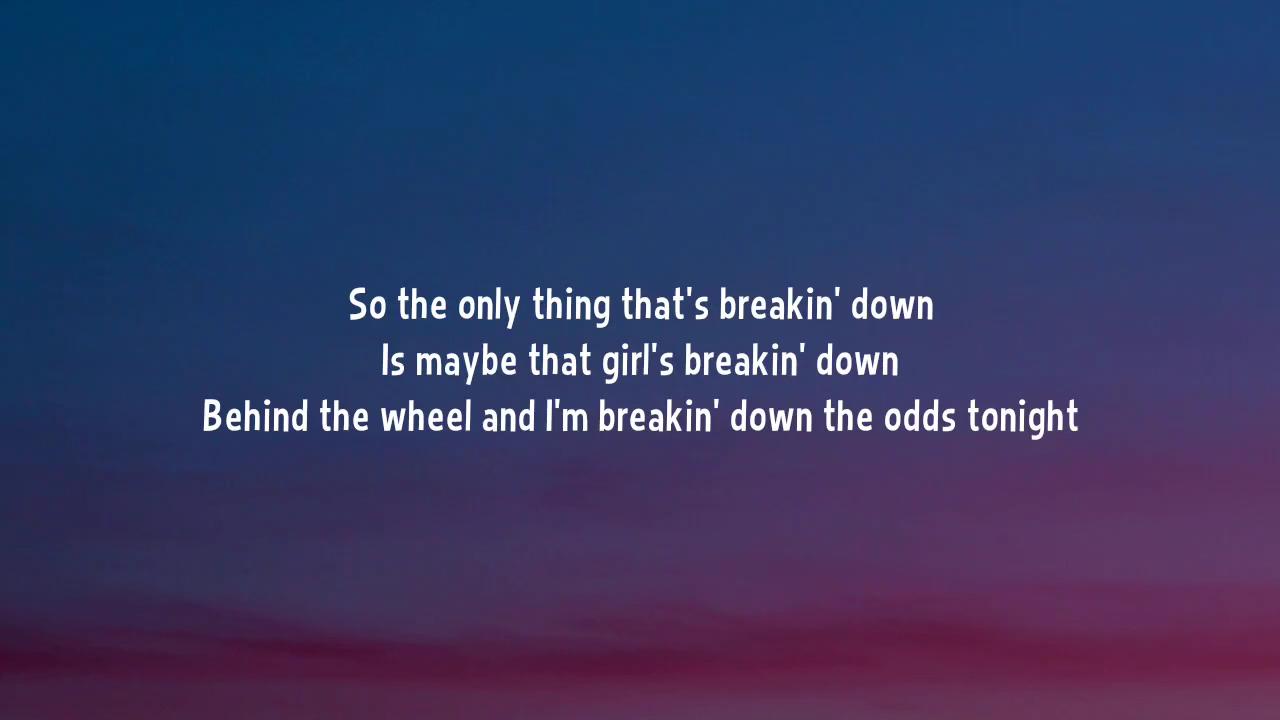 So the only thing that's breakin' down
Is maybe that girl's breakin' down
Behind the wheel and I'm breakin' down the odds tonight